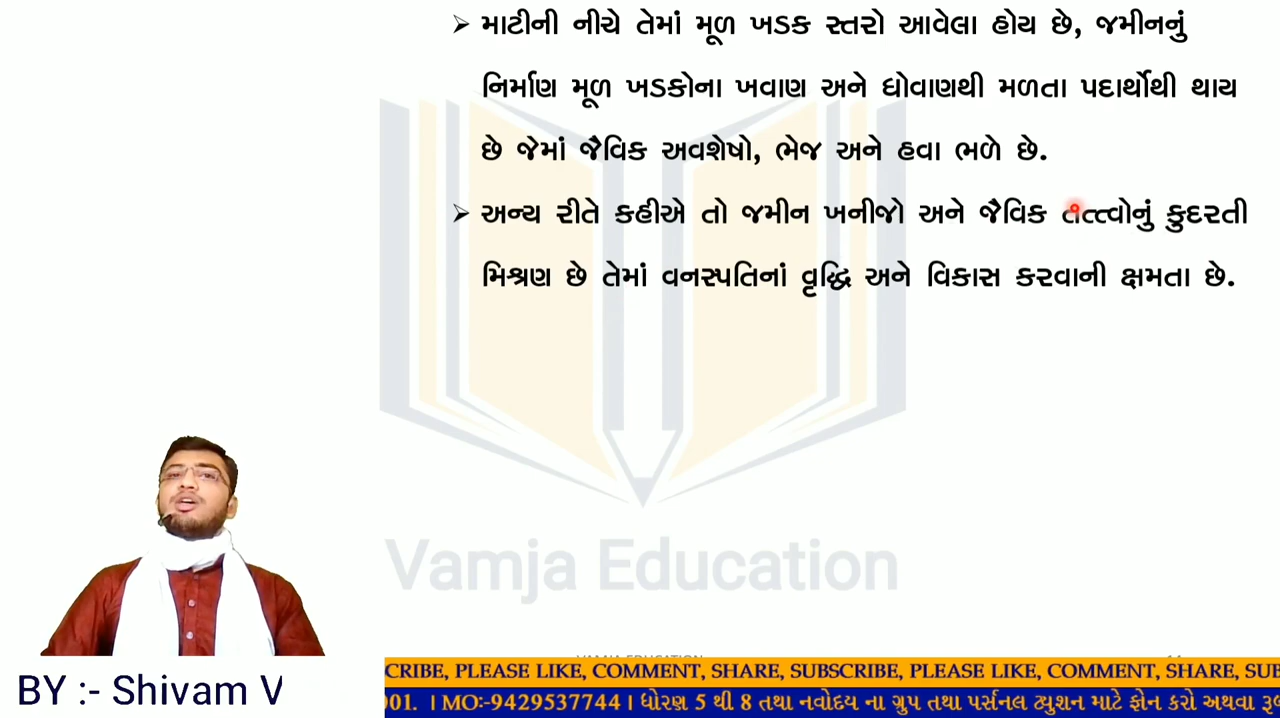 ➢ માટીની નીચે તેમાં મૂળ ખડક સ્તરો આવેલા હોય છે, જમીનનું
નિર્માણ મૂળ ખડકોના ખવાણ અને ધોવાણથી મળતા પદાર્થોથી થાય
છે જેમાં જૈવિક અવશેષો, ભેજ અને હવા ભળે છે.
➢ અન્ય રીતે કહીએ તો જમીન ખનીજો અને જૈવિક તત્ત્વોનું કુદરતી
મિશ્રણ છે તેમાં વનસ્પતિનાં વૃદ્ધિ અને વિકાસ કરવાની ક્ષમતા છે.
Vamja Education
BY :- Shivam V
CRIBE, PLEASE LIKE, COMMENT, SHARE, SUBSCRIBE, PLEASE LIKE, COMMENT, SHARE, SUB
001. | MO:-9429537744 | ધોરણ 5 થી 8 તથા નવોદય ના ગ્રુપ તથા પર્સનલ ટ્યુશન માટે ફોન કરો અથવા રૂ